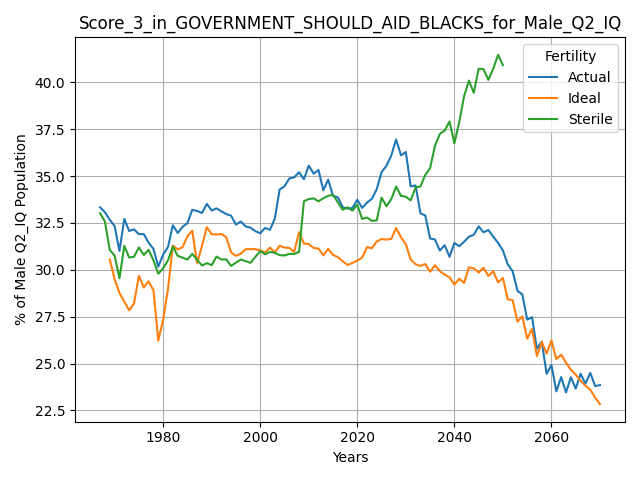 Score_3_in_GOVERNMENT_SHOULD_AID_BLACKS_for_Male_Q2_IQ
Fertility
Actual
Ideal
Sterile
% of Male Q2_IQ Population
40.0
37.5
35.0
32.5
30.0
27.5
25.0
22.5
1980
2000
2020
2040
2060
Years